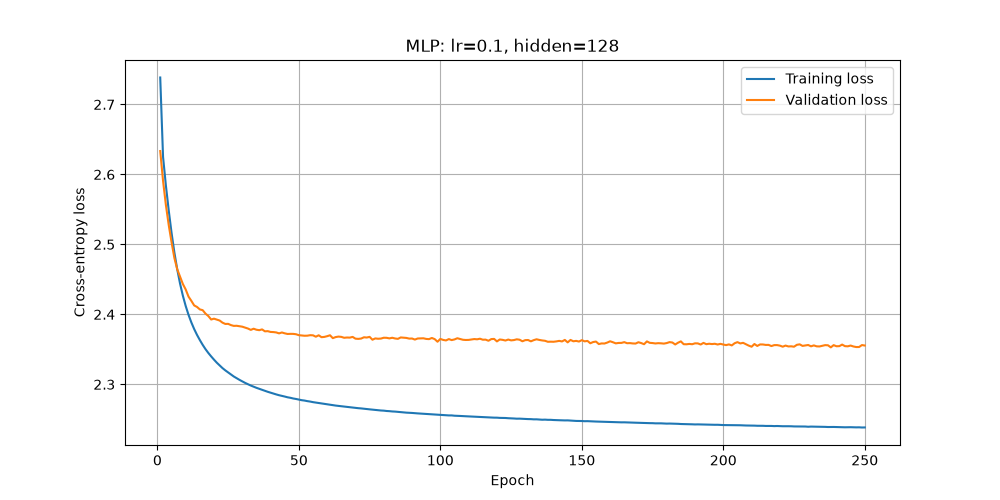 MLP: lr=0.1, hidden=128
Training loss
Validation loss
Cross-entropy loss
2.7
2.6
2.5
2.4
2.3
0 50 100 150 200 250
Epoch